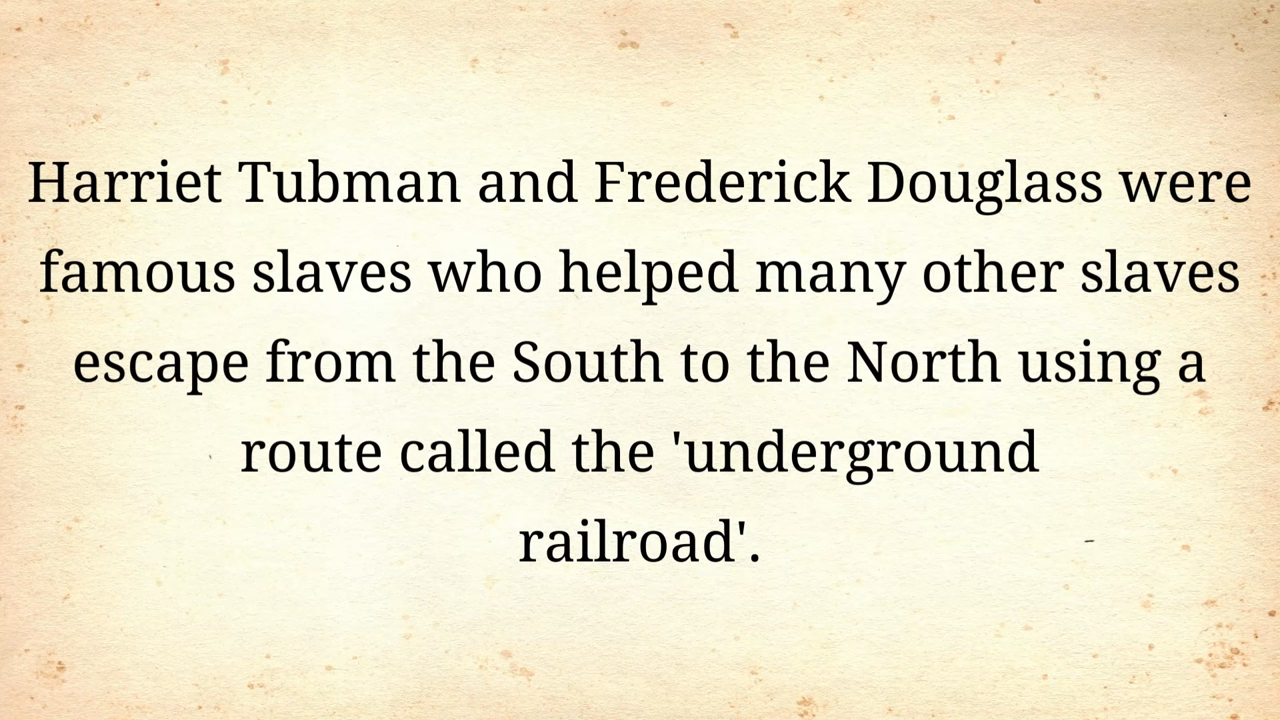 Harriet Tubman and Frederick Douglass were
famous slaves who helped many other slaves
escape from the South to the North using a
route called the 'underground
railroad'.